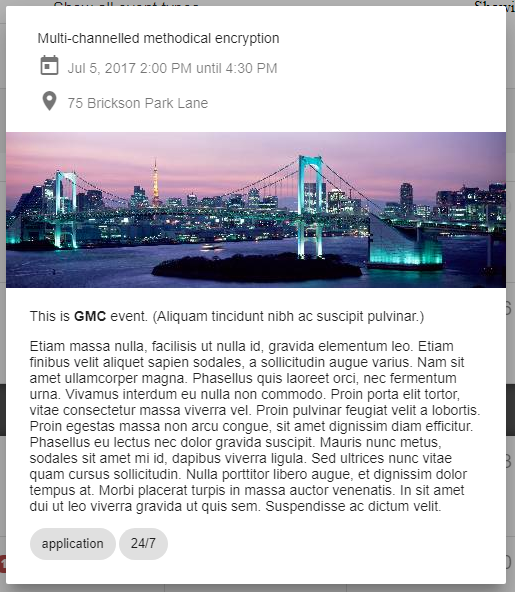 Show all event types
Multi-channelled methodical encryption
Jul 5, 2017 2:00 PM until 4:30 PM
75 Brickson Park Lane
This is GMC event. (Aliquam tincidunt nibh ac suscipit pulvinar.)
Etiam massa nulla, facilisis ut nulla id, gravida elementum leo. Etiam
finibus velit aliquet sapien sodales, a sollicitudin augue varius. Nam sit
amet ullamcorper magna. Phasellus quis laoreet orci, nec fermentum
urna. Vivamus interdum eu nulla non commodo. Proin porta elit tortor,
vitae consectetur massa viverra vel. Proin pulvinar feugiat velit a lobortis.
Proin egestas massa non arcu congue, sit amet dignissim diam efficitur.
Phasellus eu lectus nec dolor gravida suscipit. Mauris nunc metus,
sodales sit amet mi id, dapibus viverra ligula. Sed ultrices nunc vitae
quam cursus sollicitudin. Nulla porttitor libero augue, et dignissim dolor
tempus at. Morbi placerat turpis in massa auctor venenatis. In sit amet
dui ut leo viverra gravida ut quis sem. Suspendisse ac dictum velit.
application 24/7